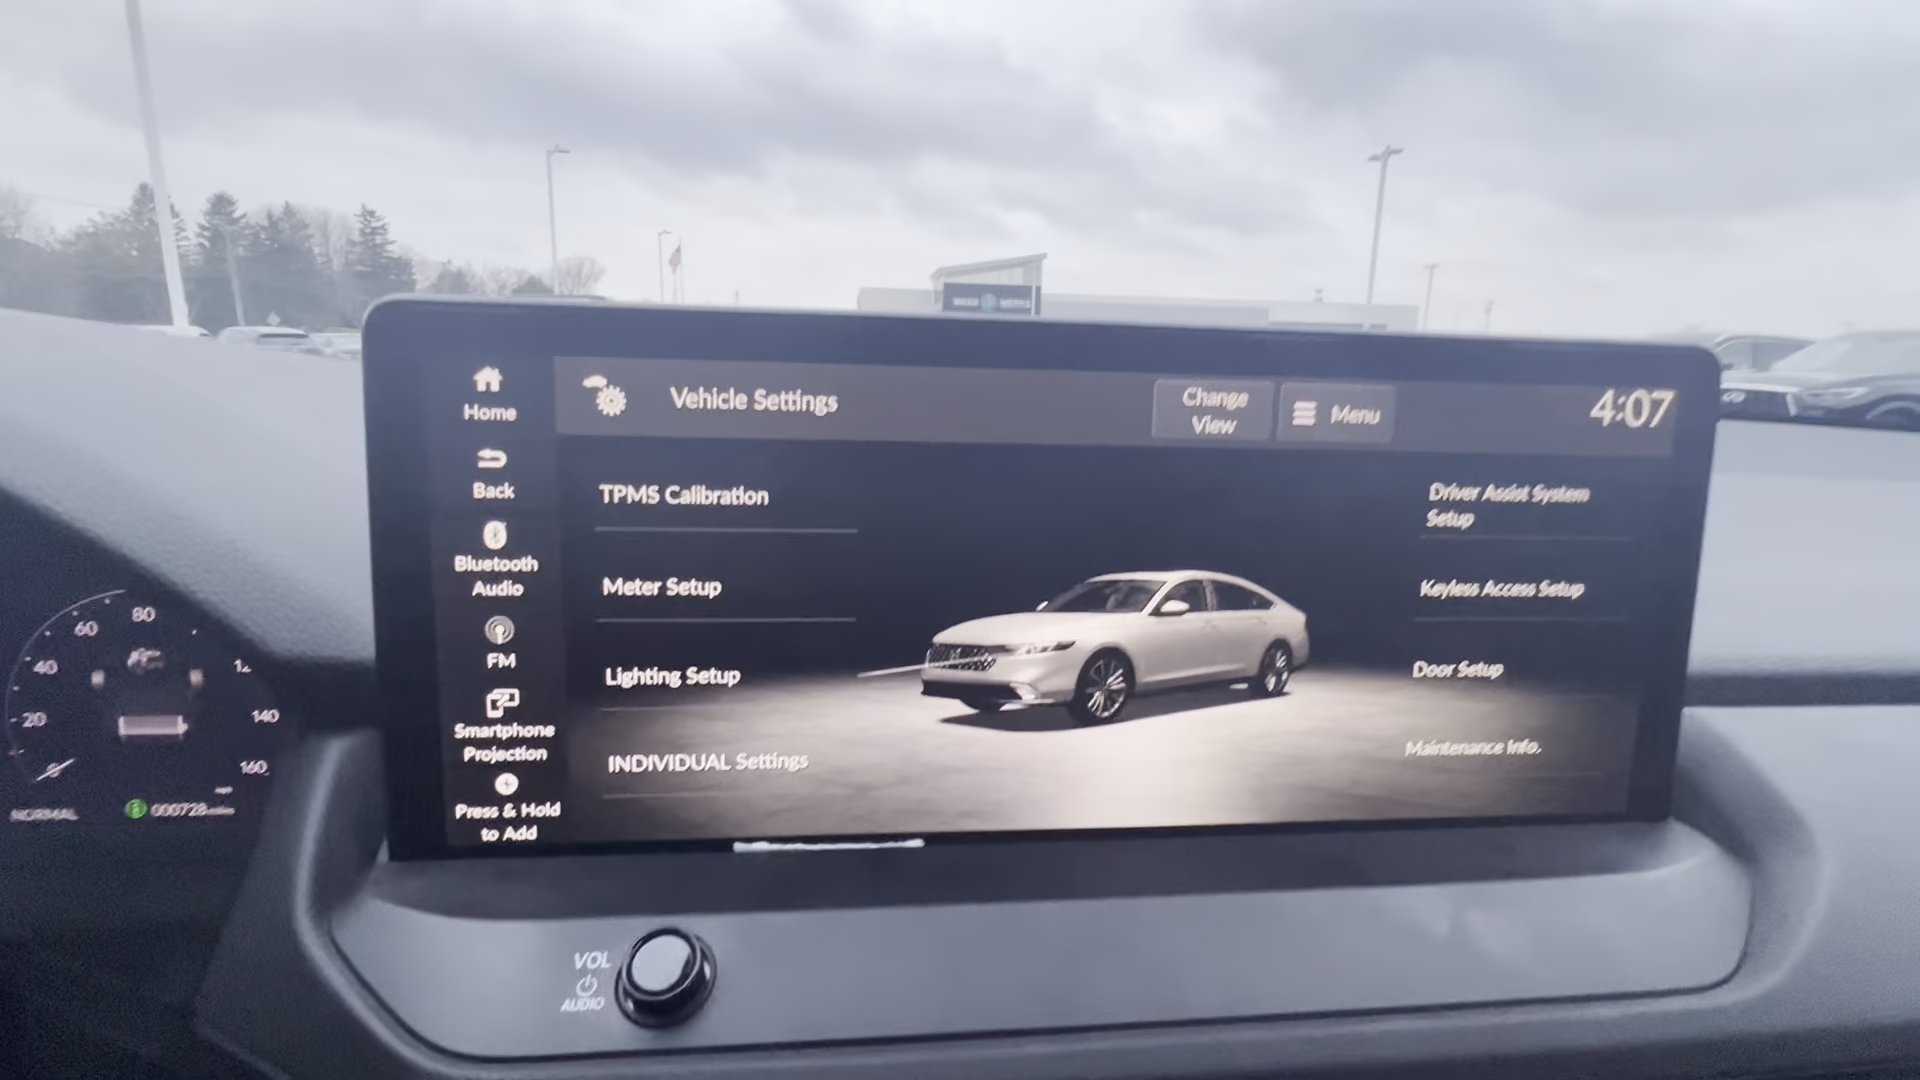 Home
Back
Bluetooth
Audio
FM
Smartphone
Projection
Press & Hold
to Add
Vehicle Settings
Change
View
Menu
4:07
TPMS Calibration
Meter Setup
Lighting Setup
INDIVIDUAL Settings
Driver Assist System
Setup
Keyless Access Setup
Door Setup
Maintenance Info.
20
40
60
80
140
160
NORMAL
000728 miles
VOL
AUDIO